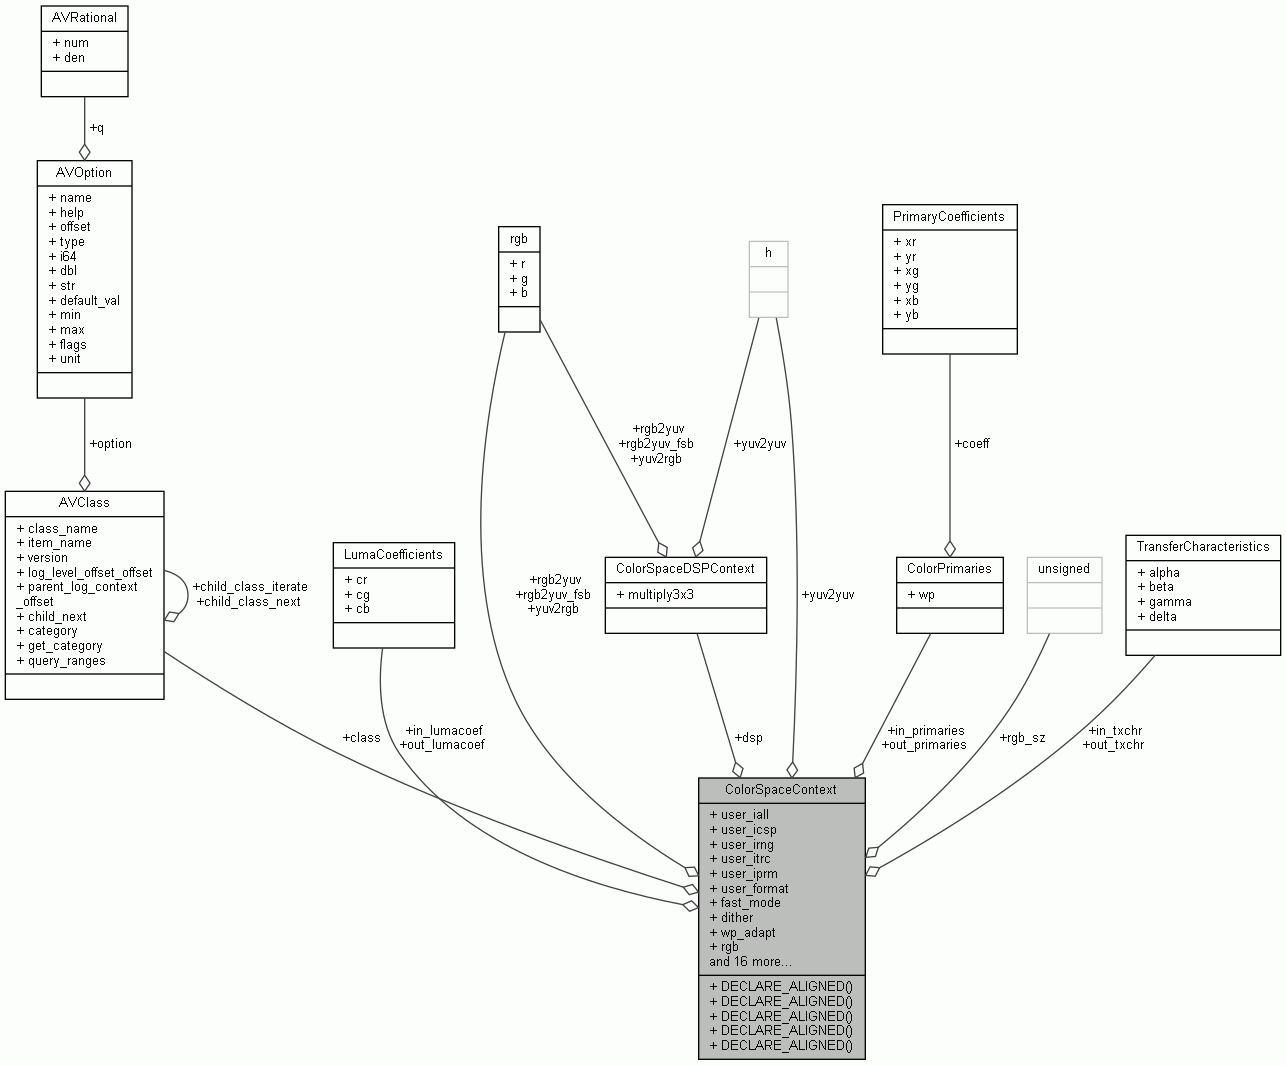 AVRational
+ num
+ den
+q
AVOption
+ name
+ help
+ offset
+ type
+ i64
+ dbl
+ str
+ default_val
+ min
+ max
+ flags
+ unit
+option
AVClass
+ class_name
+ item_name
+ version
+ log_level_offset_offset
+ parent_log_context
_offset
+ child_next
+ category
+ get_category
+ query_ranges
+child_class_iterate
+child_class_next
+class
LumaCoefficients
+ cr
+ cg
+ cb
+in_lumacoef
+out_lumacoef
rgb
+ r
+ g
+ b
+rgb2yuv
+rgb2yuv_fsb
+yuv2rgb
+rgb2yuv
+rgb2yuv_fsb
+yuv2rgb
h
+yuv2yuv
+yuv2yuv
ColorSpaceDSPContext
+ multiply3x3
+dsp
PrimaryCoefficients
+ xr
+ yr
+ xg
+ yg
+ xb
+ yb
+coeff
ColorPrimaries
+ wp
+in_primaries
+out_primaries
unsigned
+rgb_sz
TransferCharacteristics
+ alpha
+ beta
+ gamma
+ delta
+in_txchr
+out_txchr
ColorSpaceContext
+ user_iall
+ user_icsp
+ user_irng
+ user_itrc
+ user_iprm
+ user_format
+ fast_mode
+ dither
+ wp_adapt
+ rgb
and 16 more...
+ DECLARE_ALIGNED()
+ DECLARE_ALIGNED()
+ DECLARE_ALIGNED()
+ DECLARE_ALIGNED()
+ DECLARE_ALIGNED()